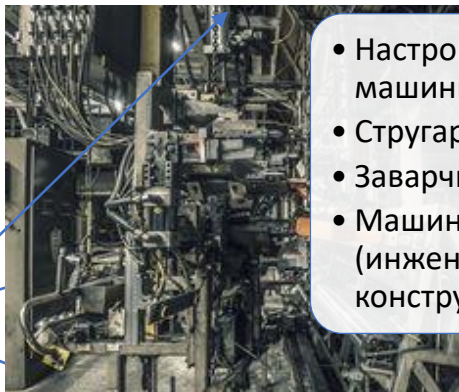 • Настро
машин
• Стругар
• Заварч
• Машин
(инжен
констру